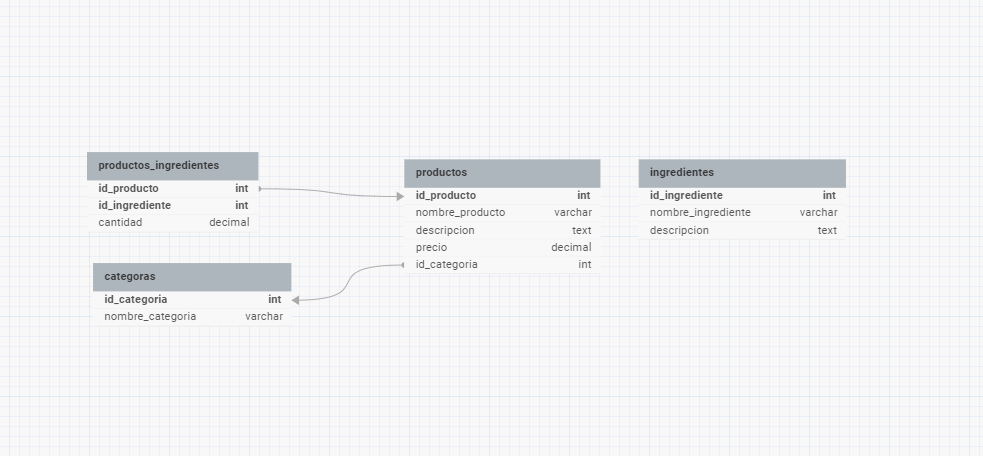 productos_ingredientes
id_producto int
id_ingrediente int
cantidad decimal
categoras
id_categoria int
nombre_categoria varchar
productos
id_producto int
nombre_producto varchar
descripcion text
precio decimal
id_categoria int
ingredientes
id_ingrediente int
nombre_ingrediente varchar
descripcion text